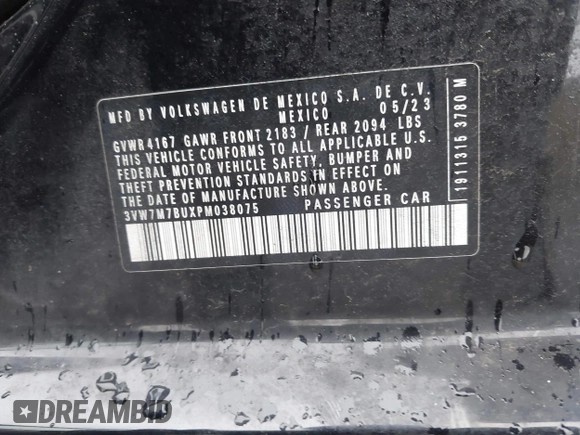 MFD BY VOLKSWAGEN DE MEXICO S.A. DE C.V.
MEXICO 05/23
GVWR 4167 GAWR FRONT 2183 / REAR 2094 LBS
THIS VEHICLE CONFORMS TO ALL APPLICABLE U.S.
FEDERAL MOTOR VEHICLE SAFETY, BUMPER AND
THEFT PREVENTION STANDARDS IN EFFECT ON
THE DATE OF MANUFACTURE SHOWN ABOVE.
3VW7M7BUXPM038075 PASSENGER CAR
1911315 3780 M
DREAMBID